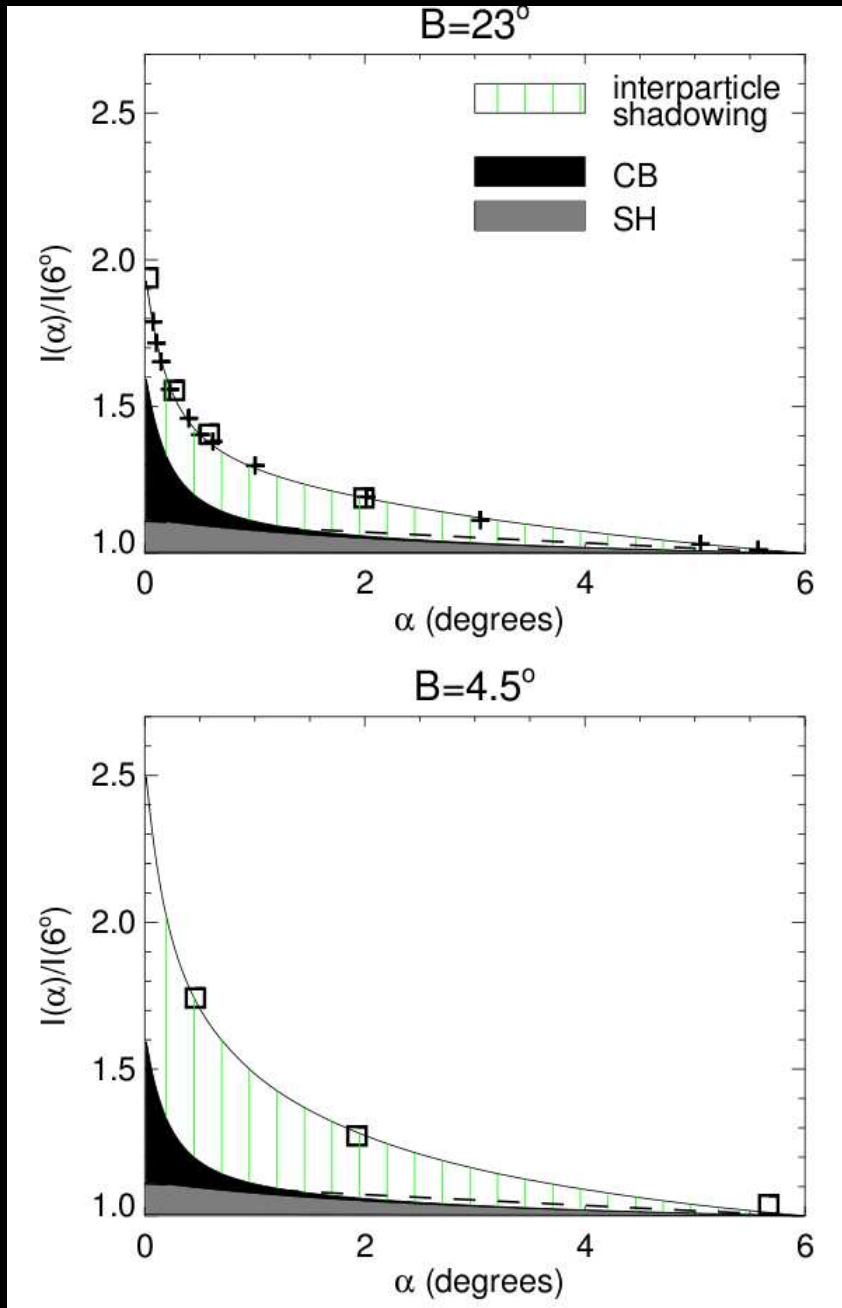 B=23°
2.5
2.0
1.5
1.0
I(α)/I(6°)
interparticle
shadowing
CB
SH
0
2
4
6
α (degrees)
B=4.5°
2.5
2.0
1.5
1.0
I(α)/I(6°)
0
2
4
6
α (degrees)